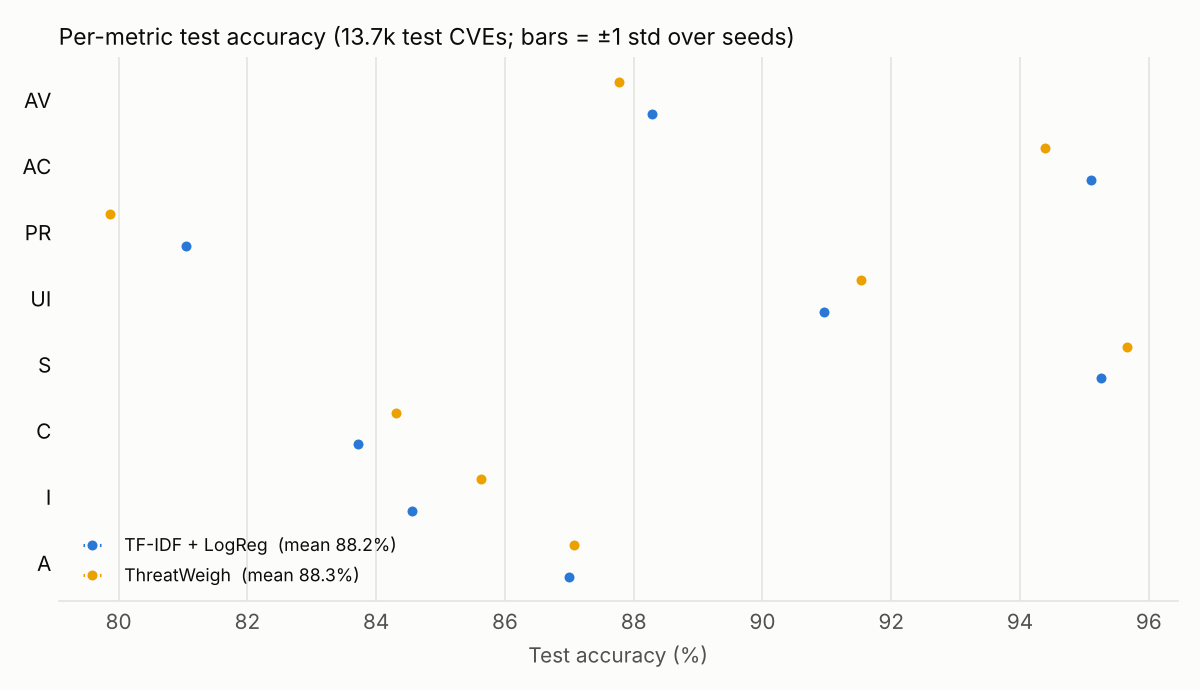 Per-metric test accuracy (13.7k test CVEs; bars = ±1 std over seeds)
AV
AC
PR
UI
S
C
I
A
TF-IDF + LogReg (mean 88.2%)
ThreatWeigh (mean 88.3%)
80 82 84 86 88 90 92 94 96
Test accuracy (%)